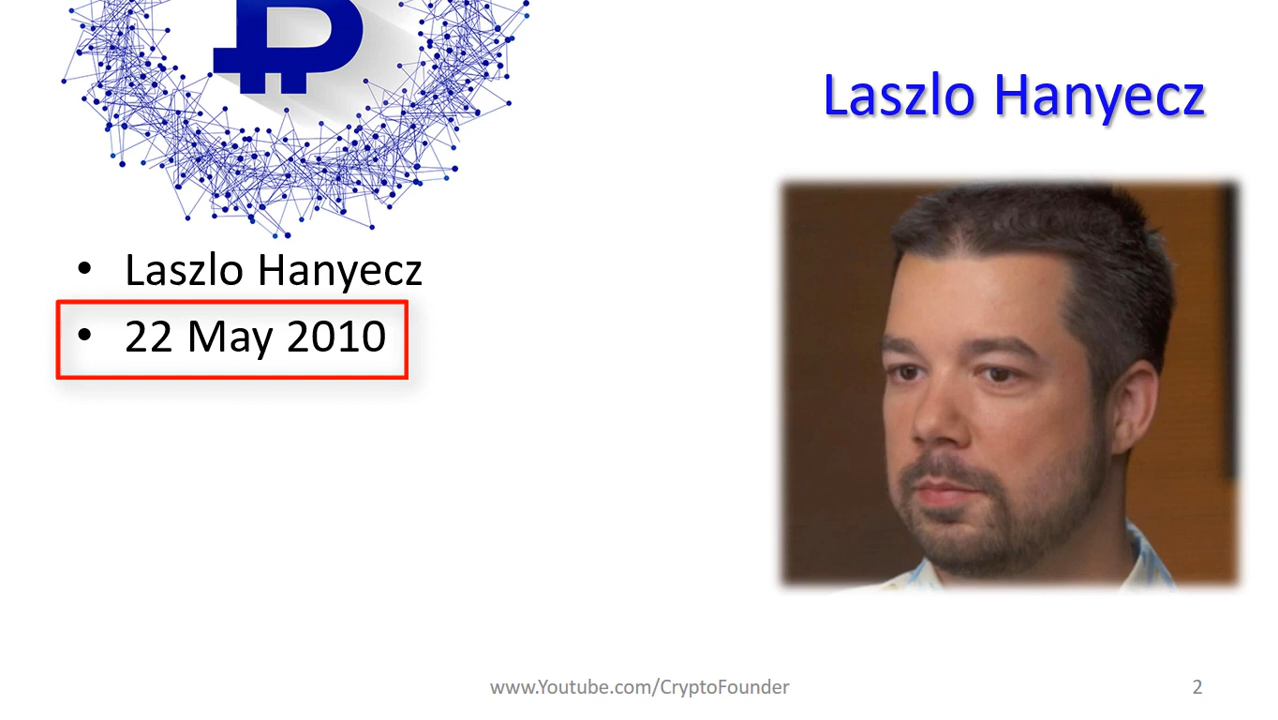 Laszlo Hanyecz
• Laszlo Hanyecz
• 22 May 2010
www.Youtube.com/CryptoFounder
2